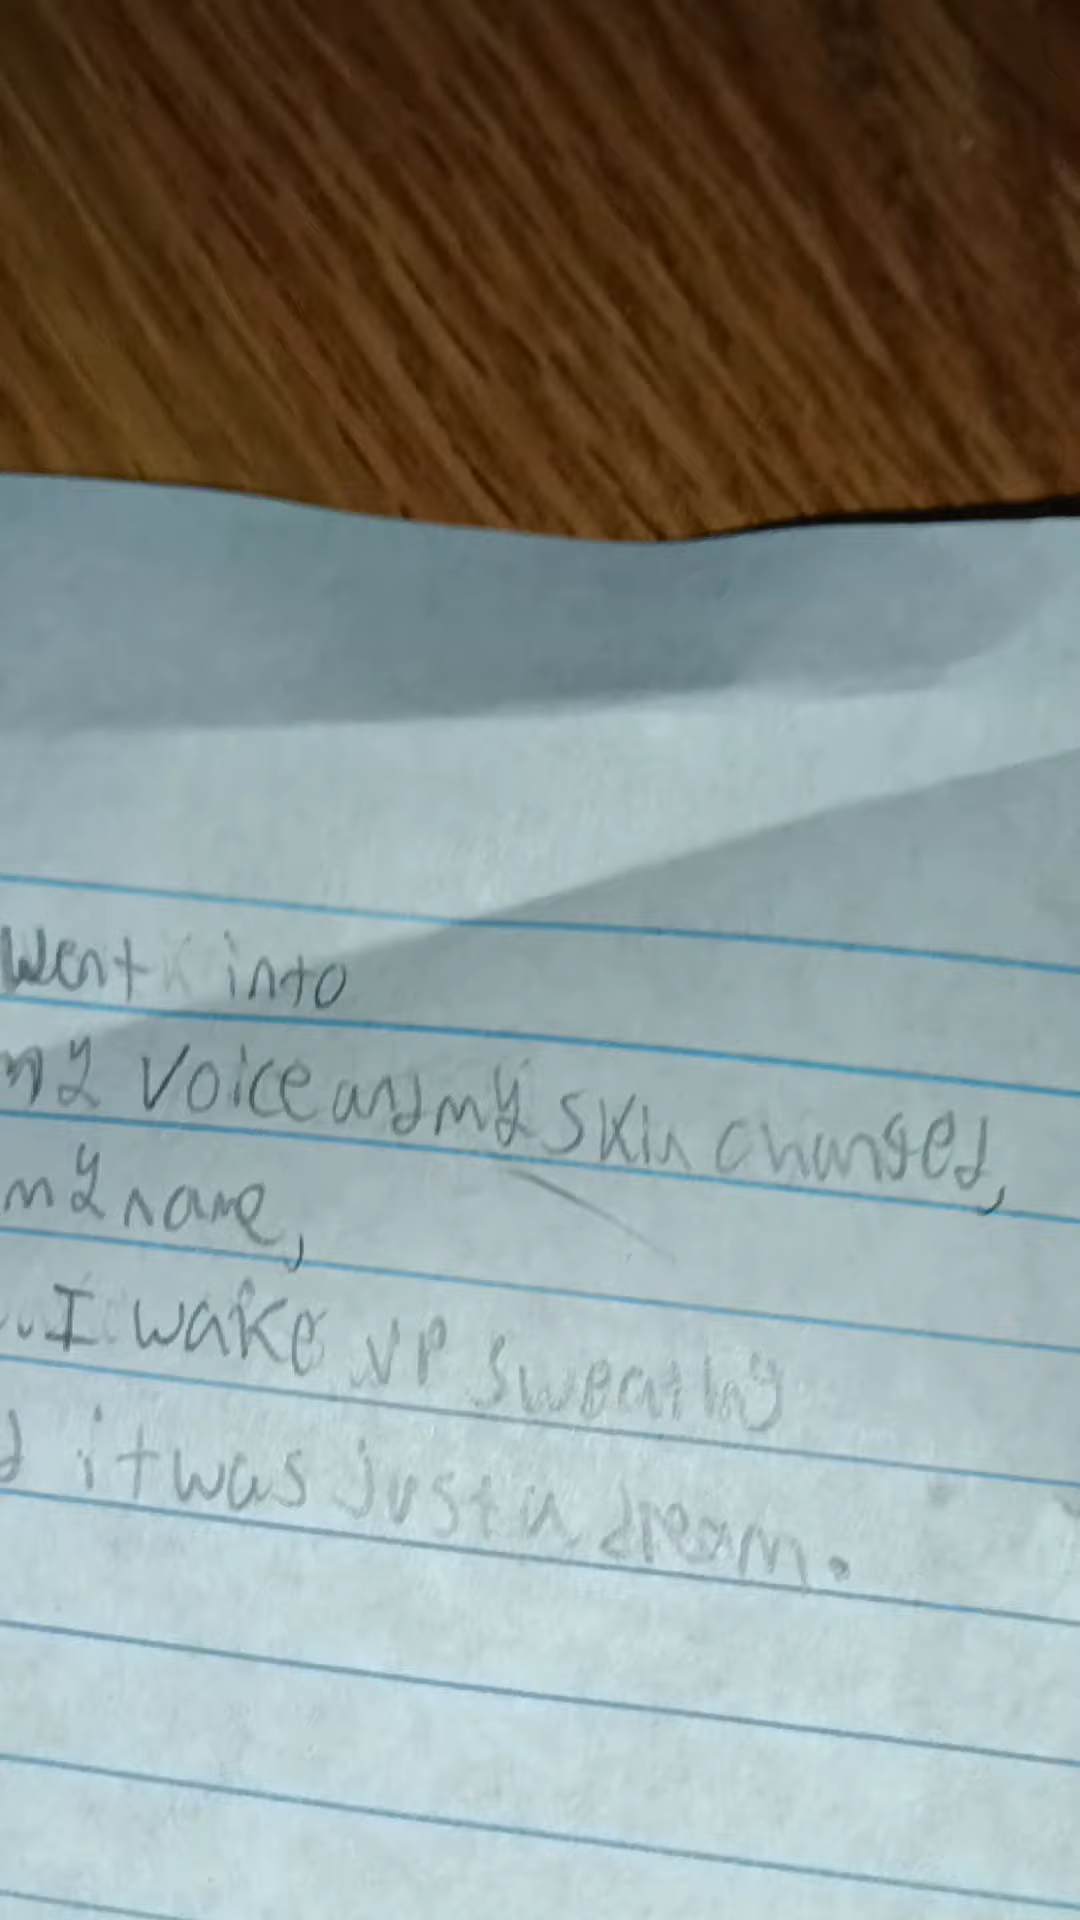 Went into
my voice and my skin changed,
my name,
..I wake up sweating
it was just a dream.